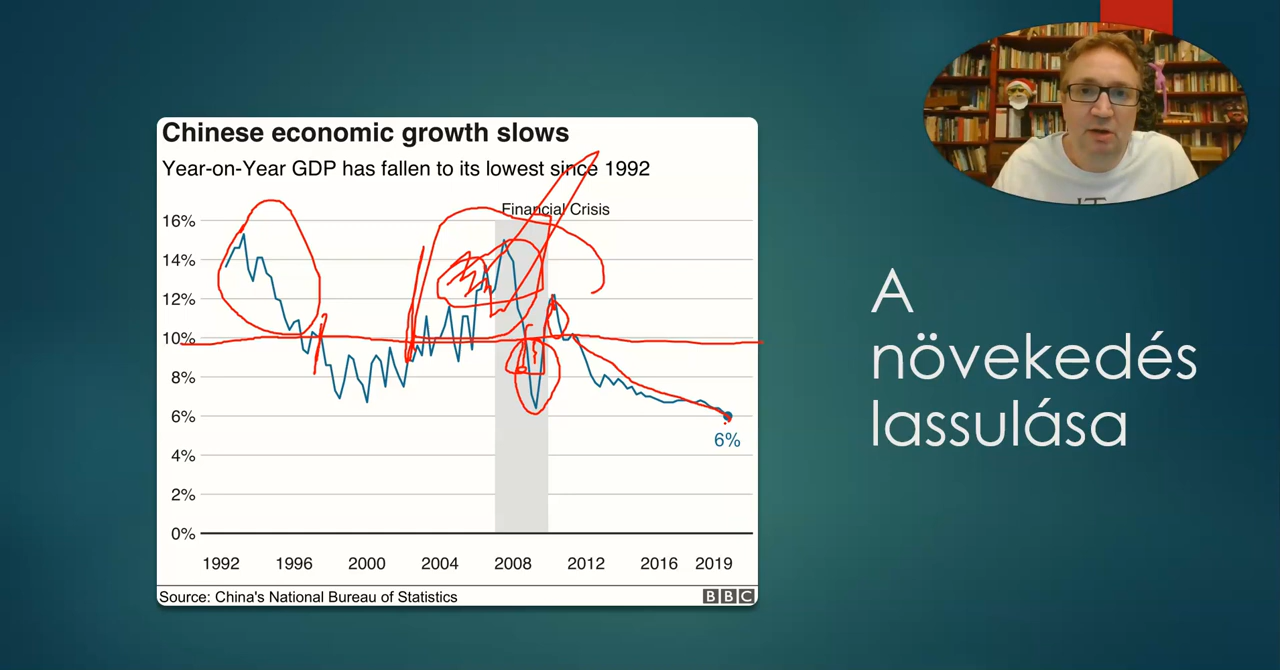 Chinese economic growth slows
Year-on-Year GDP has fallen to its lowest since 1992
Financial Crisis
16%
14%
12%
10%
8%
6%
6%
4%
2%
0%
1992 1996 2000 2004 2008 2012 2016 2019
Source: China's National Bureau of Statistics
BBC
A
növekedés
lassulása